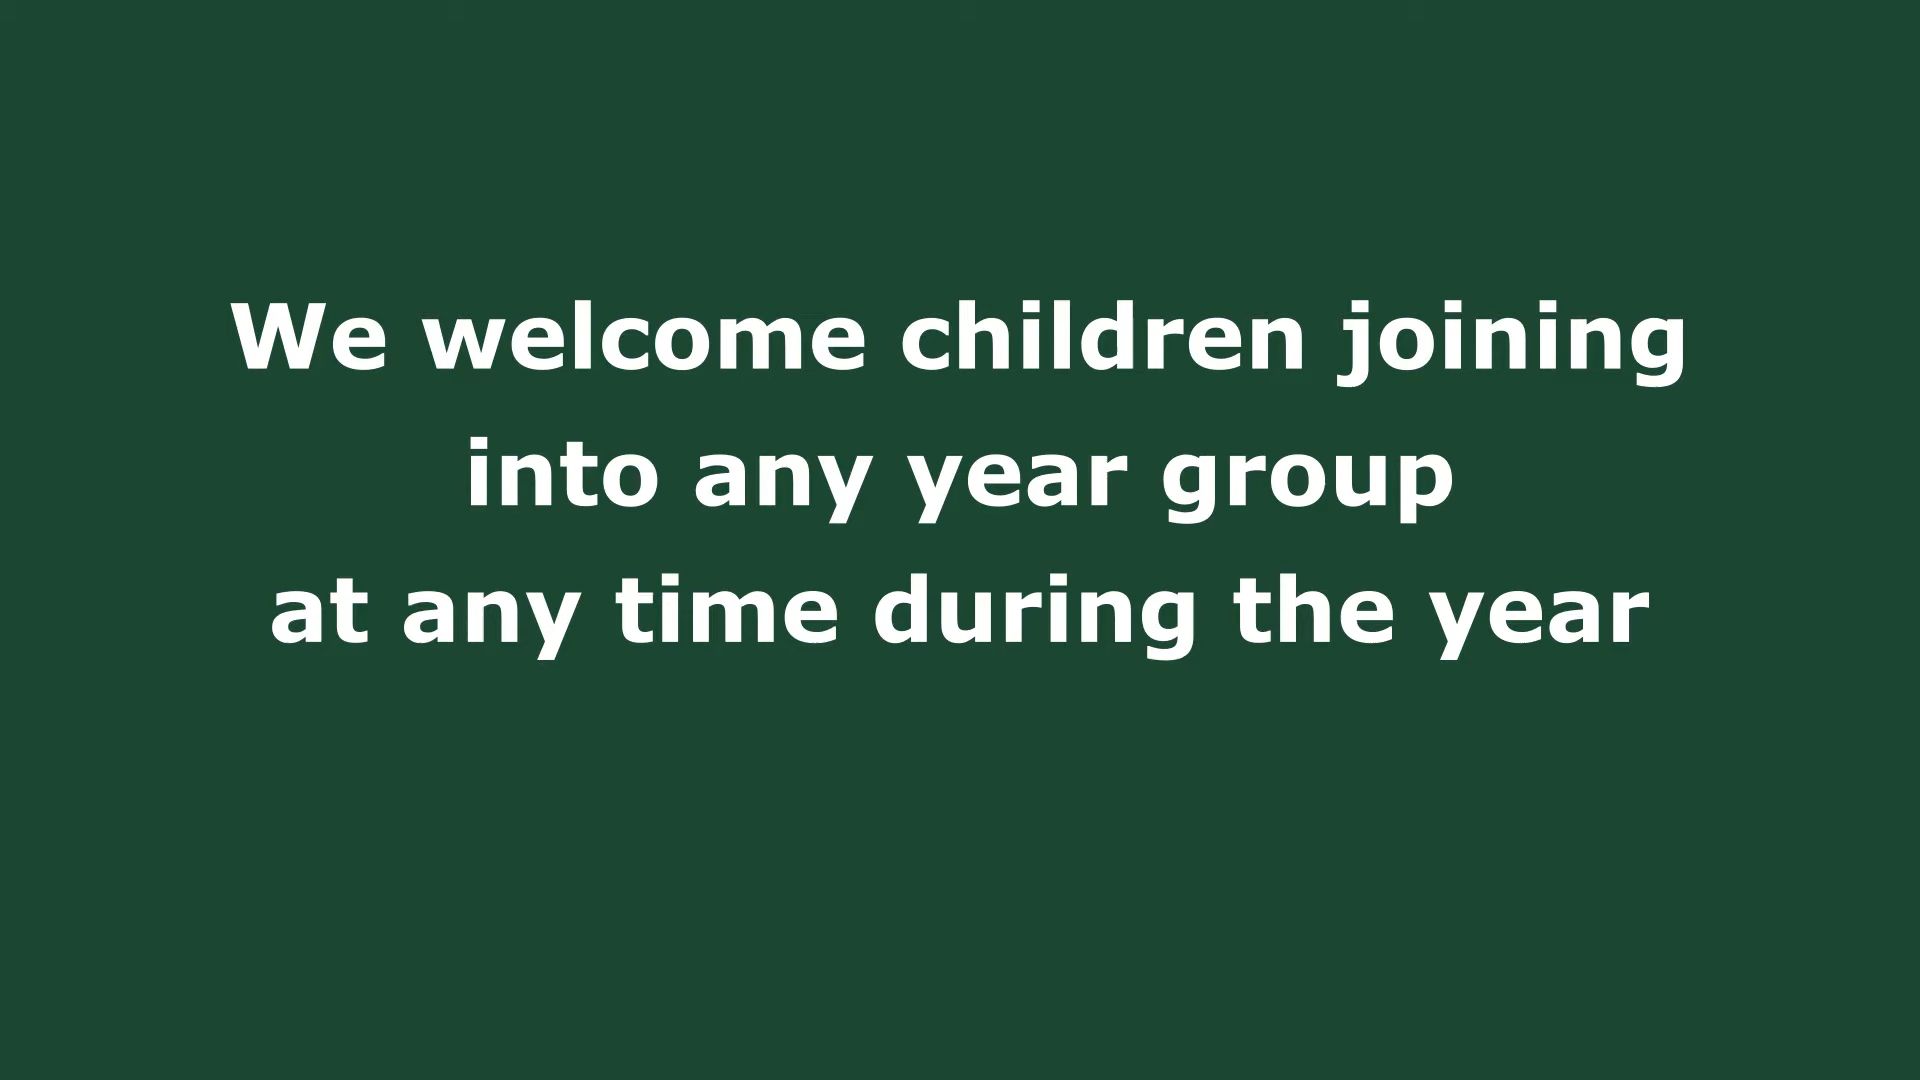 We welcome children joining
into any year group
at any time during the year